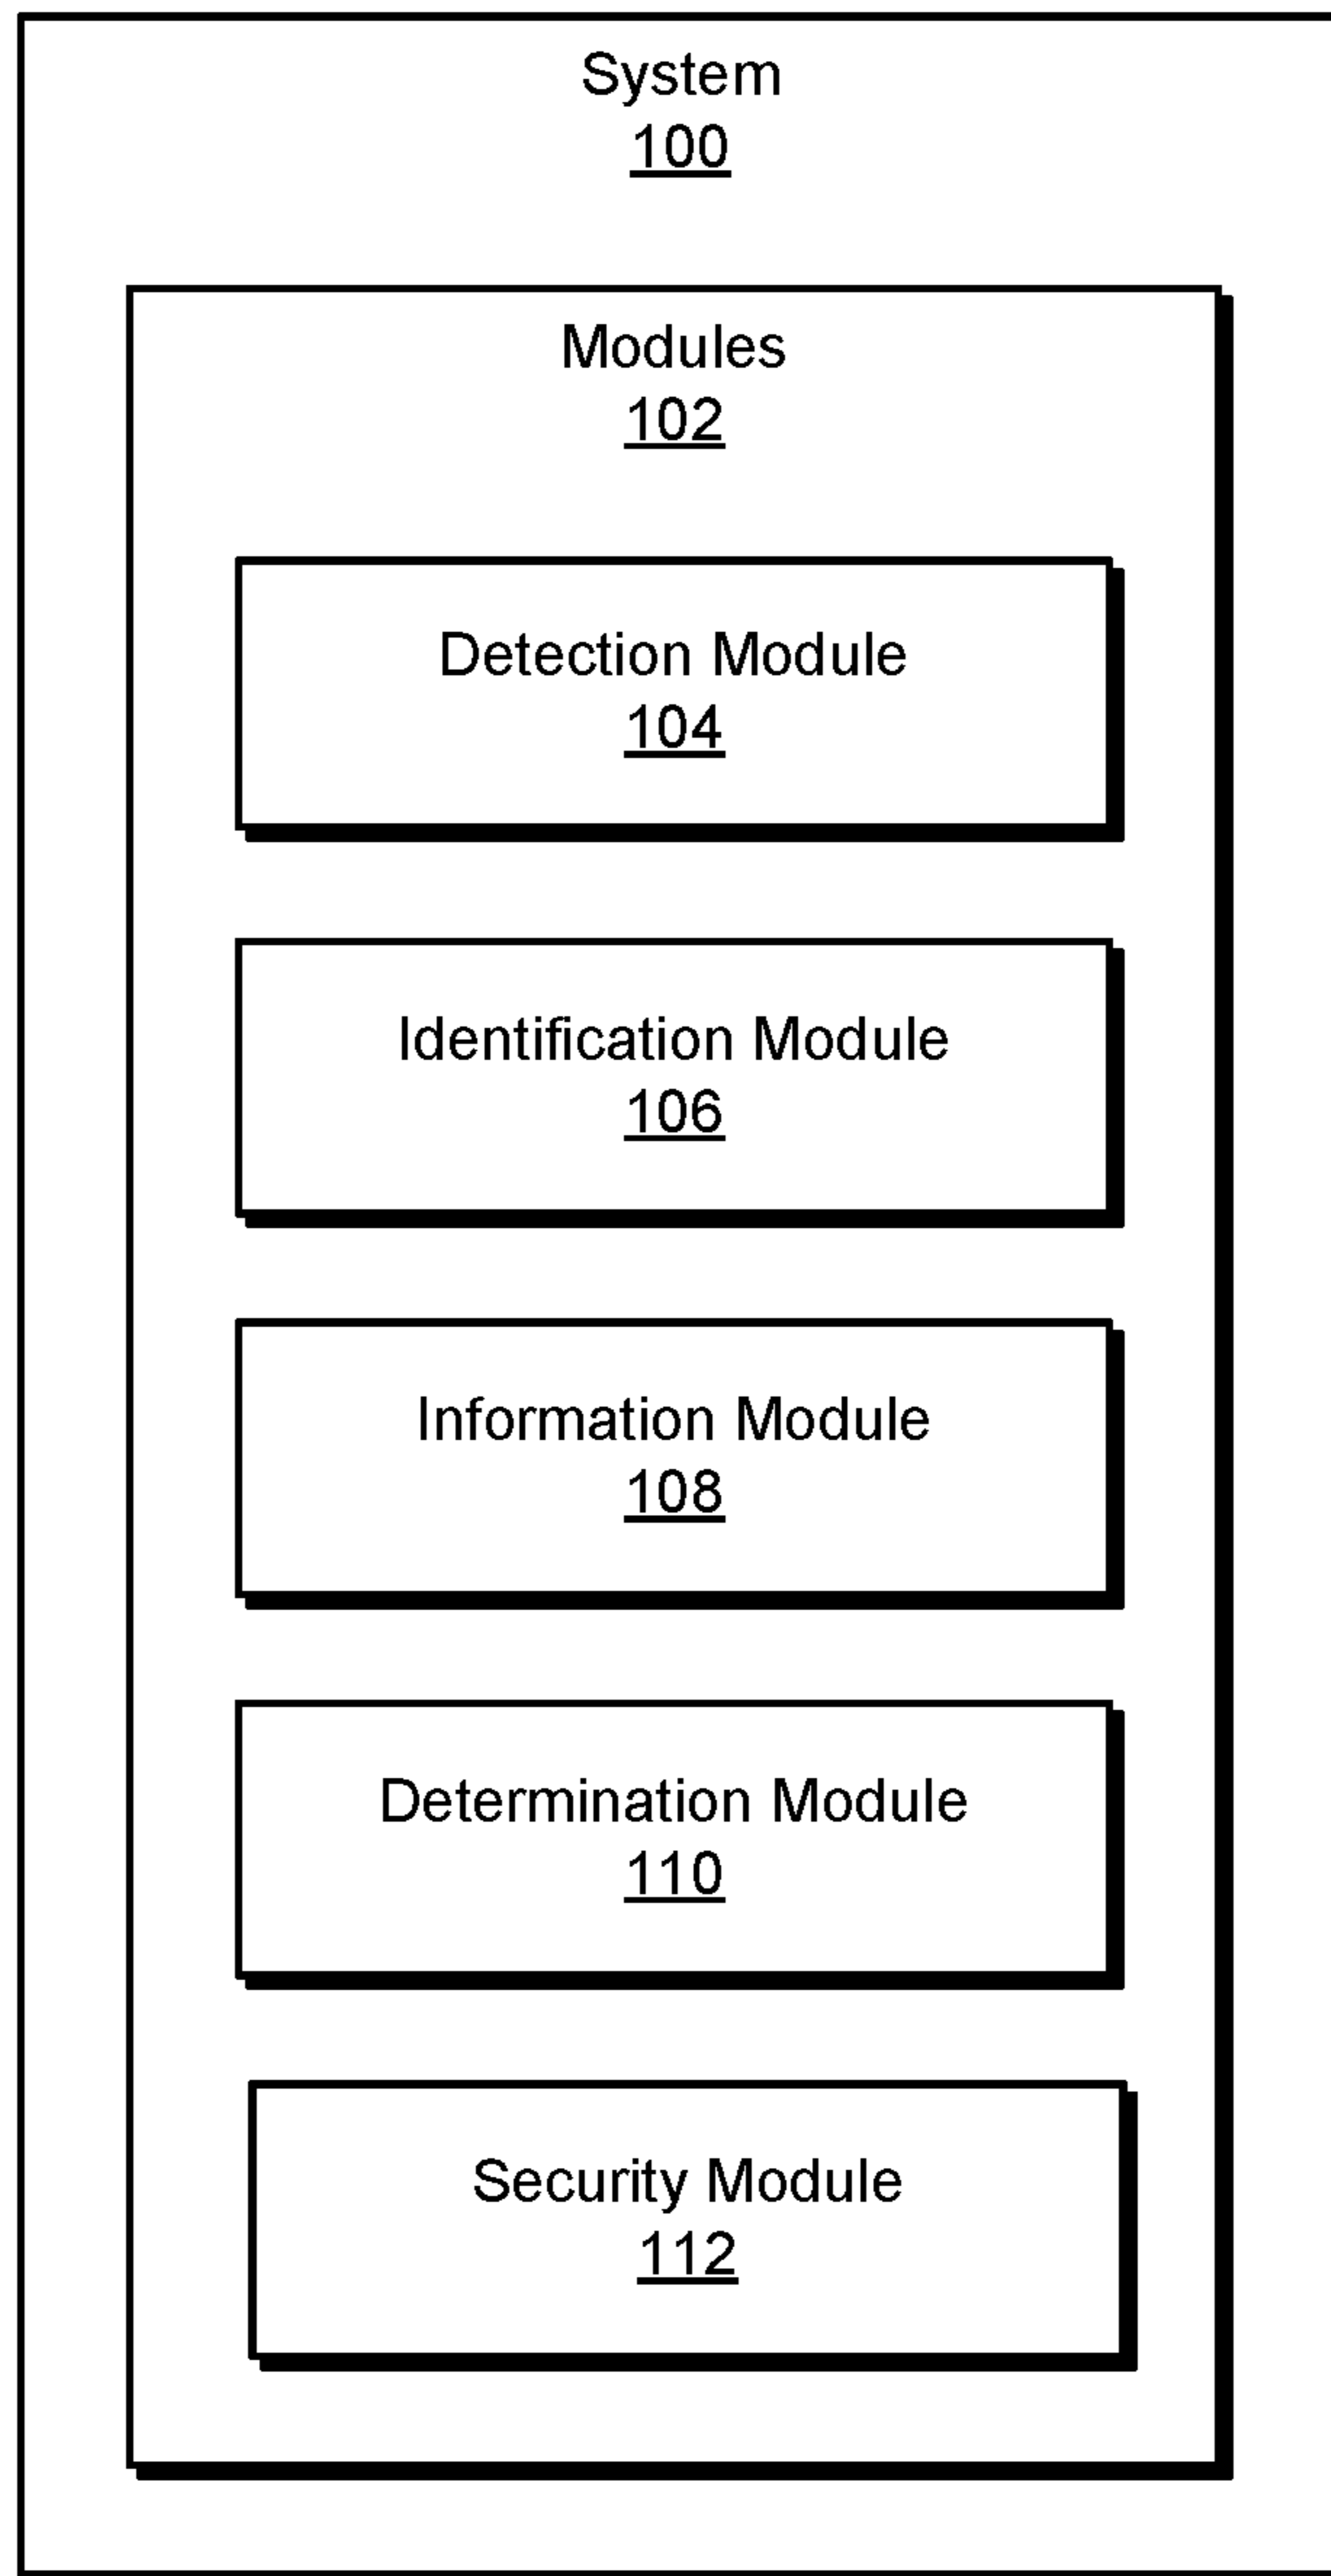 System
100
Modules
102
Detection Module
104
Identification Module
106
Information Module
108
Determination Module
110
Security Module
112